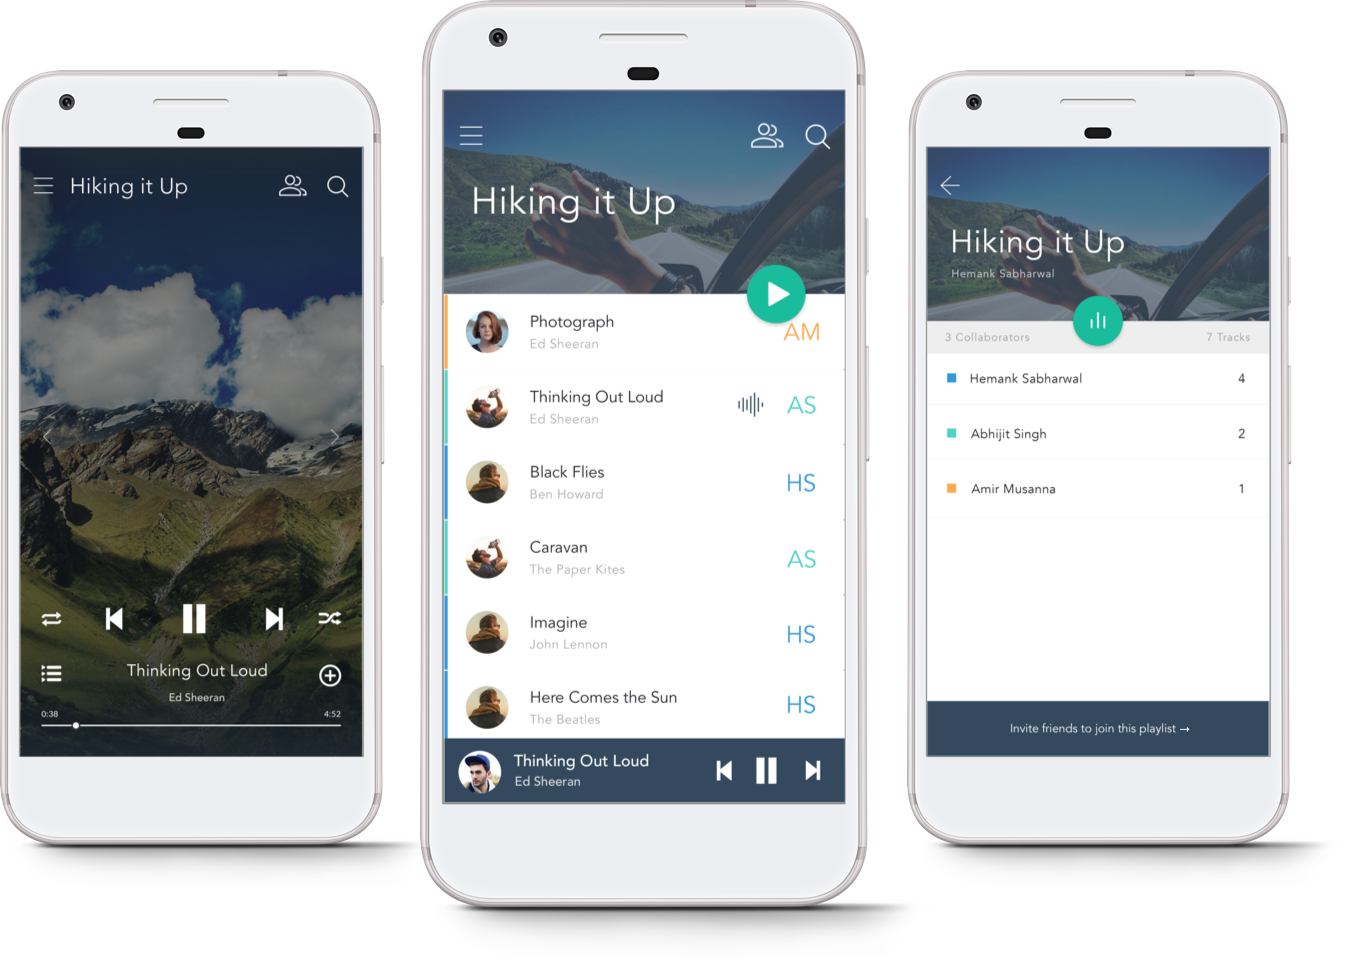 Hiking it Up
Thinking Out Loud
Ed Sheeran
0:38
4:52
Hiking it Up
Photograph
Ed Sheeran
AM
Thinking Out Loud
Ed Sheeran
AS
Black Flies
Ben Howard
HS
Caravan
The Paper Kites
AS
Imagine
John Lennon
HS
Here Comes the Sun
The Beatles
HS
Thinking Out Loud
Ed Sheeran
Hiking it Up
Hemank Sabharwal
3 Collaborators
7 Tracks
Hemank Sabharwal
4
Abhijit Singh
2
Amir Musanna
1
Invite friends to join this playlist →